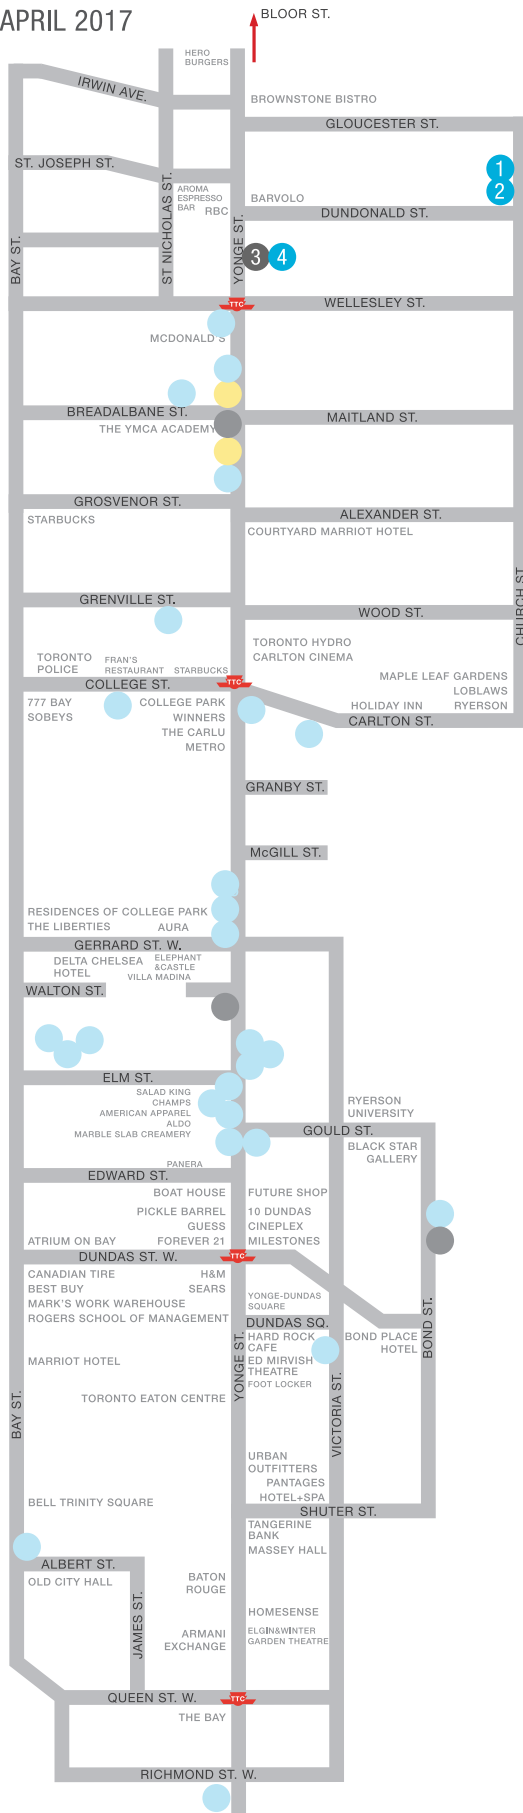 APRIL 2017
BLOOR ST.
HERO
BURGERS
IRWIN AVE.
BROWNSTONE BISTRO
GLOUCESTER ST.
ST. JOSEPH ST.
1
2
AROMA
ESPRESSO
BAR
RBC
BARVOLO
DUNDONALD ST.
ST NICHOLAS ST.
YONGE ST.
BAY ST.
3
4
TTC
WELLESLEY ST.
MCDONALD'S
BREADALBANE ST.
MAITLAND ST.
THE YMCA ACADEMY
GROSVENOR ST.
STARBUCKS
ALEXANDER ST.
COURTYARD MARRIOT HOTEL
CHURCH ST.
GRENVILLE ST.
WOOD ST.
TORONTO HYDRO
CARLTON CINEMA
TORONTO
POLICE
FRAN'S
RESTAURANT
STARBUCKS
TTC
COLLEGE ST.
MAPLE LEAF GARDENS
LOBLAWS
RYERSON
HOLIDAY INN
777 BAY
SOBEYS
COLLEGE PARK
WINNERS
THE CARLU
METRO
CARLTON ST.
GRANBY ST.
McGILL ST.
RESIDENCES OF COLLEGE PARK
THE LIBERTIES
AURA
GERRARD ST. W.
DELTA CHELSEA
HOTEL
ELEPHANT
&CASTLE
VILLA MADINA
WALTON ST.
ELM ST.
SALAD KING
CHAMPS
AMERICAN APPAREL
ALDO
MARBLE SLAB CREAMERY
RYERSON
UNIVERSITY
GOULD ST.
BLACK STAR
GALLERY
PANERA
EDWARD ST.
BOAT HOUSE
FUTURE SHOP
PICKLE BARREL
10 DUNDAS
GUESS
CINEPLEX
ATRIUM ON BAY
FOREVER 21
MILESTONES
DUNDAS ST. W.
TTC
CANADIAN TIRE
H&M
BEST BUY
SEARS
MARK'S WORK WAREHOUSE
ROGERS SCHOOL OF MANAGEMENT
YONGE-DUNDAS
SQUARE
DUNDAS SQ.
HARD ROCK
CAFE
ED MIRVISH
THEATRE
FOOT LOCKER
BOND PLACE
HOTEL
BOND ST.
MARRIOT HOTEL
TORONTO EATON CENTRE
YONGE ST.
VICTORIA ST.
BAY ST.
URBAN
OUTFITTERS
PANTAGES
HOTEL+SPA
BELL TRINITY SQUARE
SHUTER ST.
TANGERINE
BANK
MASSEY HALL
ALBERT ST.
OLD CITY HALL
BATON
ROUGE
JAMES ST.
HOMESENSE
ARMANI
EXCHANGE
ELGIN&WINTER
GARDEN THEATRE
QUEEN ST. W.
TTC
THE BAY
RICHMOND ST. W.